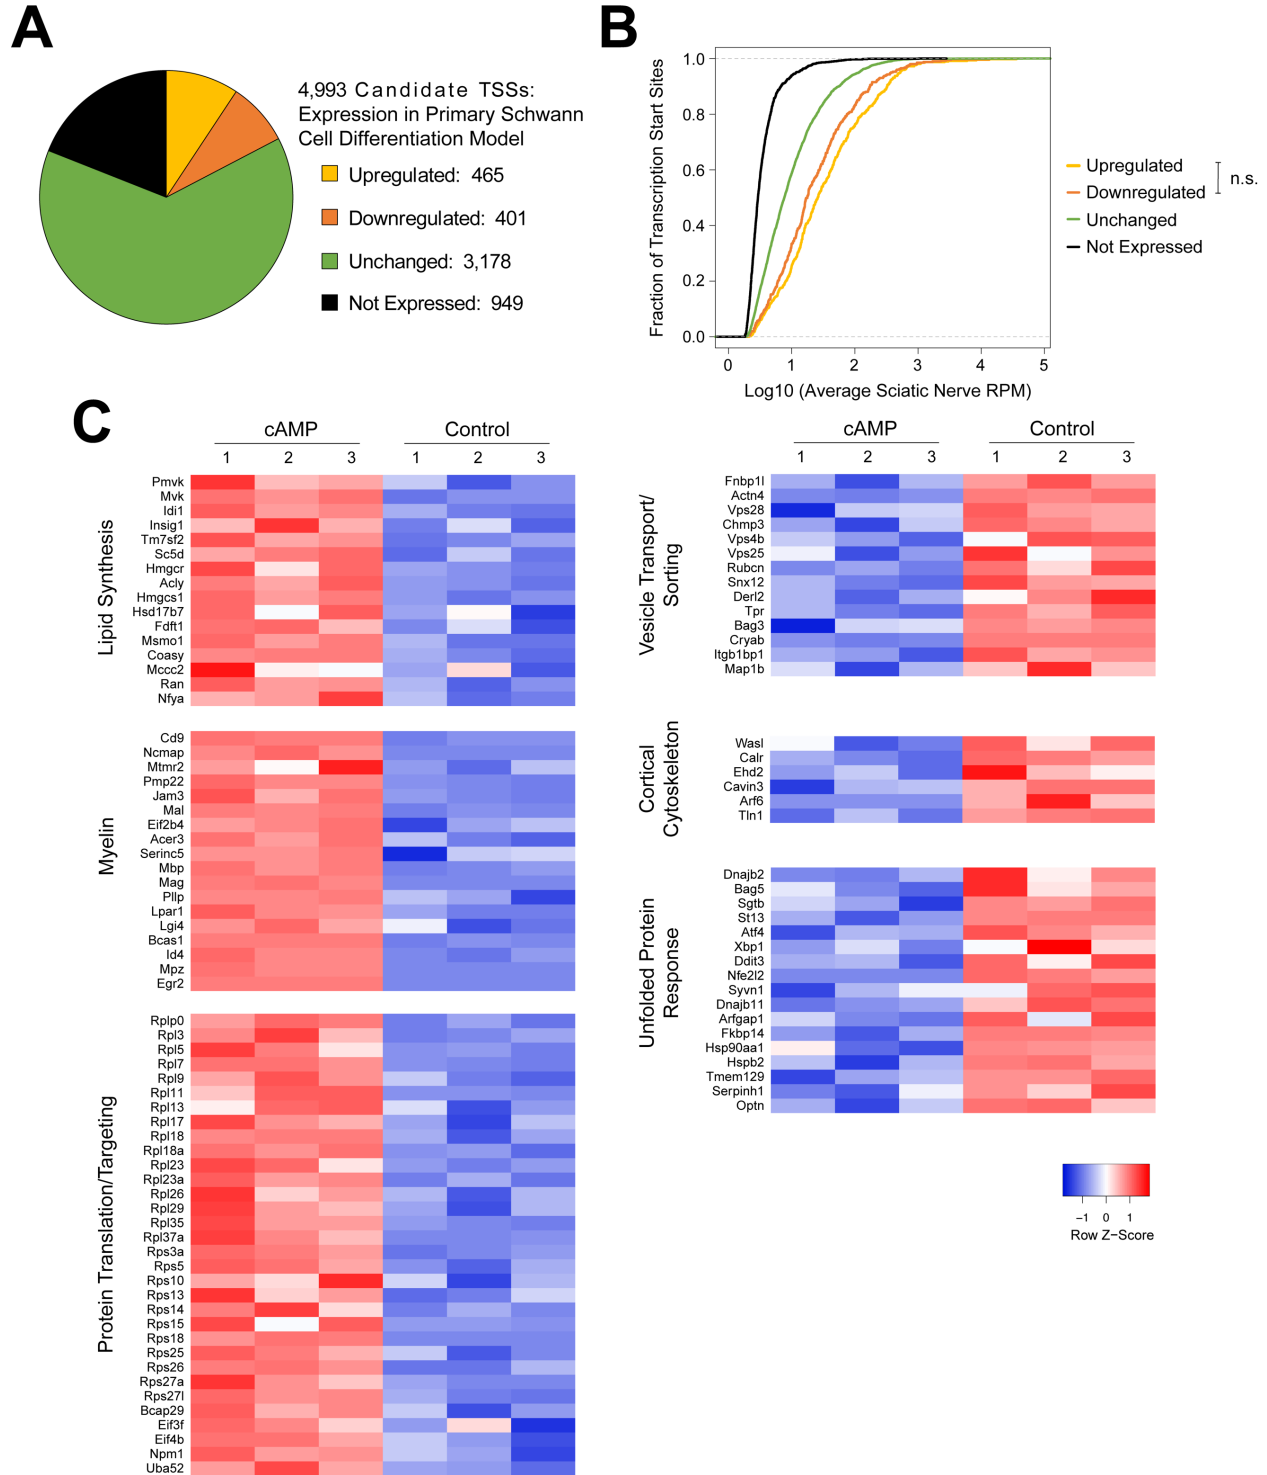 A
4,993 Candidate TSSs:
Expression in Primary Schwann
Cell Differentiation Model
Upregulated: 465
Downregulated: 401
Unchanged: 3,178
Not Expressed: 949
B
Fraction of Transcription Start Sites
1.0
0.8
0.6
0.4
0.2
0.0
0 1 2 3 4 5
Log10 (Average Sciatic Nerve RPM)
Upregulated
Downregulated
Unchanged
Not Expressed
n.s.
C
cAMP Control
1 2 3 1 2 3
Lipid Synthesis
Pmvk
Mvk
Idi1
Insig1
Tm7sf2
Sc5d
Hmgcr
Acly
Hmgcs1
Hsd17b7
Fdft1
Msmo1
Coasy
Mccc2
Ran
Nfya
Myelin
Cd9
Ncmap
Mtmr2
Pmp22
Jam3
Mal
Eif2b4
Acer3
Serinc5
Mbp
Mag
Pllp
Lpar1
Lgi4
Bcas1
Id4
Mpz
Egr2
Protein Translation/Targeting
Rplp0
Rpl3
Rpl5
Rpl7
Rpl9
Rpl11
Rpl13
Rpl17
Rpl18
Rpl18a
Rpl23
Rpl23a
Rpl26
Rpl29
Rpl35
Rpl37a
Rps3a
Rps5
Rps10
Rps13
Rps14
Rps15
Rps18
Rps25
Rps26
Rps27a
Rps27l
Bcap29
Eif3f
Eif4b
Npm1
Uba52
cAMP Control
1 2 3 1 2 3
Vesicle Transport/
Sorting
Fnbp1l
Actn4
Vps28
Chmp3
Vps4b
Vps25
Rubcn
Snx12
Derl2
Tpr
Bag3
Cryab
Itgb1bp1
Map1b
Cortical
Cytoskeleton
Wasl
Calr
Ehd2
Cavin3
Arf6
Tln1
Unfolded Protein
Response
Dnajb2
Bag5
Sgtb
St13
Atf4
Xbp1
Ddit3
Nfe2l2
Syvn1
Dnajb11
Arfgap1
Fkbp14
Hsp90aa1
Hspb2
Tmem129
Serpinh1
Optn
−1 0 1
Row Z−Score